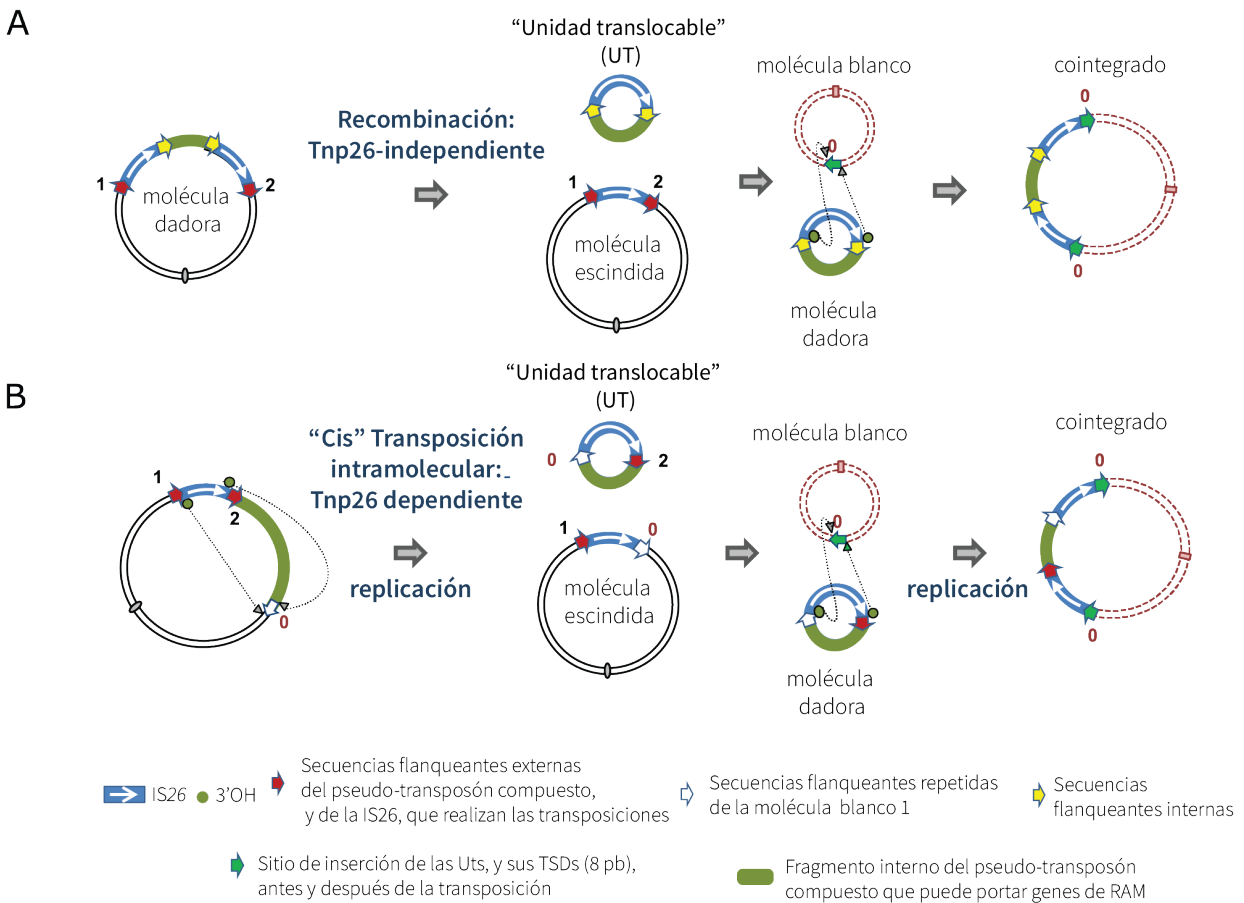 A
“Unidad translocable”
(UT)
molécula blanco
cointegrado
Recombinación:
Tnp26-independiente
1
2
molécula
dadora
1
2
molécula
escindida
0
molécula
dadora
0
0
B
“Unidad translocable”
(UT)
molécula blanco
cointegrado
“Cis” Transposición
intramolecular:
Tnp26 dependiente
replicación
1
2
0
0
2
1
0
molécula
escindida
0
molécula
dadora
replicación
0
0
IS26
3’OH
Secuencias flanqueantes externas
del pseudo-transposón compuesto,
y de la IS26, que realizan las transposiciones
Secuencias flanqueantes repetidas
de la molécula blanco 1
Secuencias
flanqueantes internas
Sitio de inserción de las Uts, y sus TSDs (8 pb),
antes y después de la transposición
Fragmento interno del pseudo-transposón
compuesto que puede portar genes de RAM